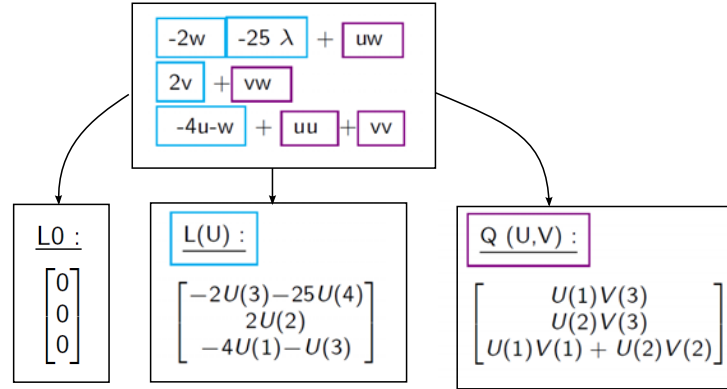 -2w -25 λ + uw
2v + vw
-4u-w + uu + vv
L0 :
0
0
0
L(U) :
−2U(3)−25U(4)
2U(2)
−4U(1)−U(3)
Q (U,V) :
U(1)V(3)
U(2)V(3)
U(1)V(1) + U(2)V(2)